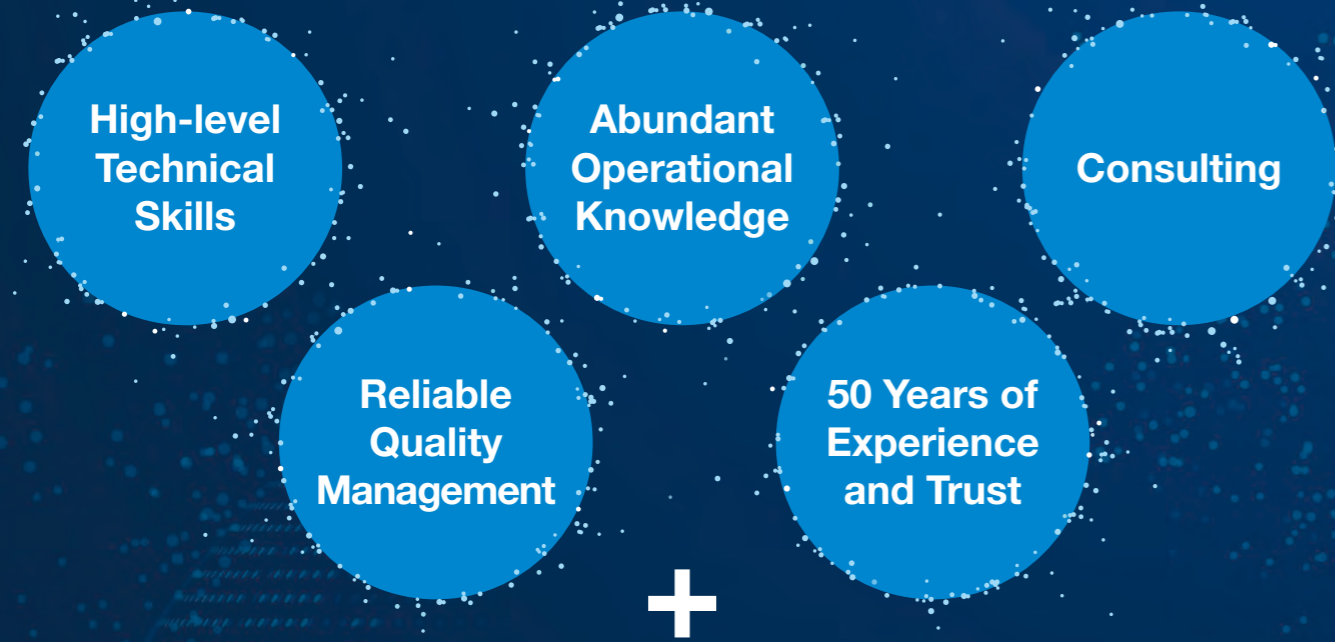 High-level
Technical
Skills
Abundant
Operational
Knowledge
Consulting
Reliable
Quality
Management
50 Years of
Experience
and Trust
+